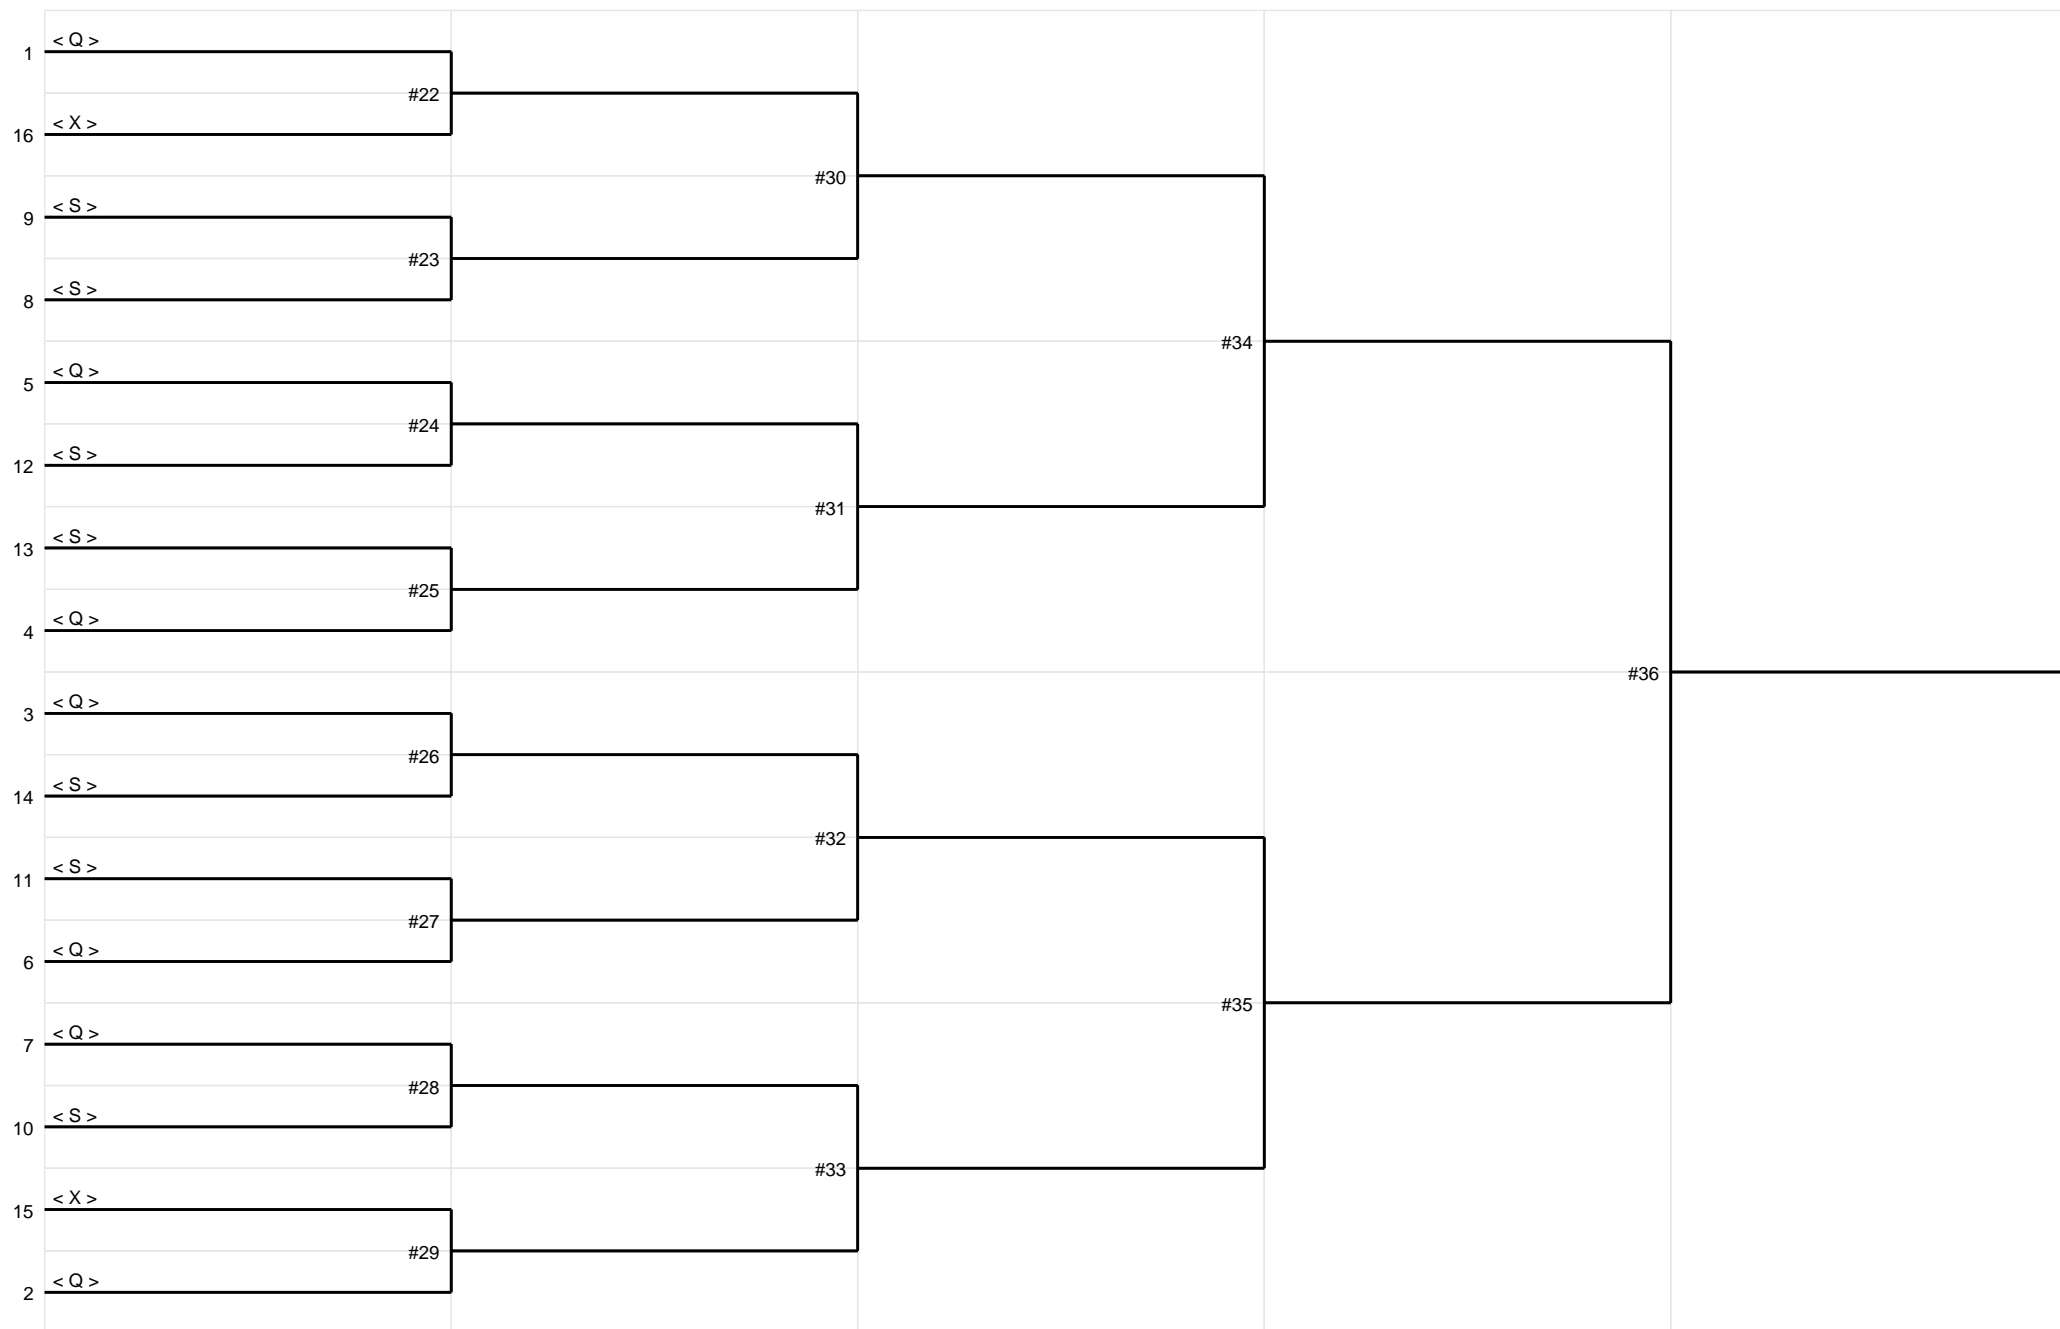 < Q >
1
#22
< X >
16
#30
< S >
9
#23
< S >
8
#34
< Q >
5
#24
< S >
12
#31
< S >
13
#25
< Q >
4
#36
< Q >
3
#26
< S >
14
#32
< S >
11
#27
< Q >
6
#35
< Q >
7
#28
< S >
10
#33
< X >
15
#29
< Q >
2